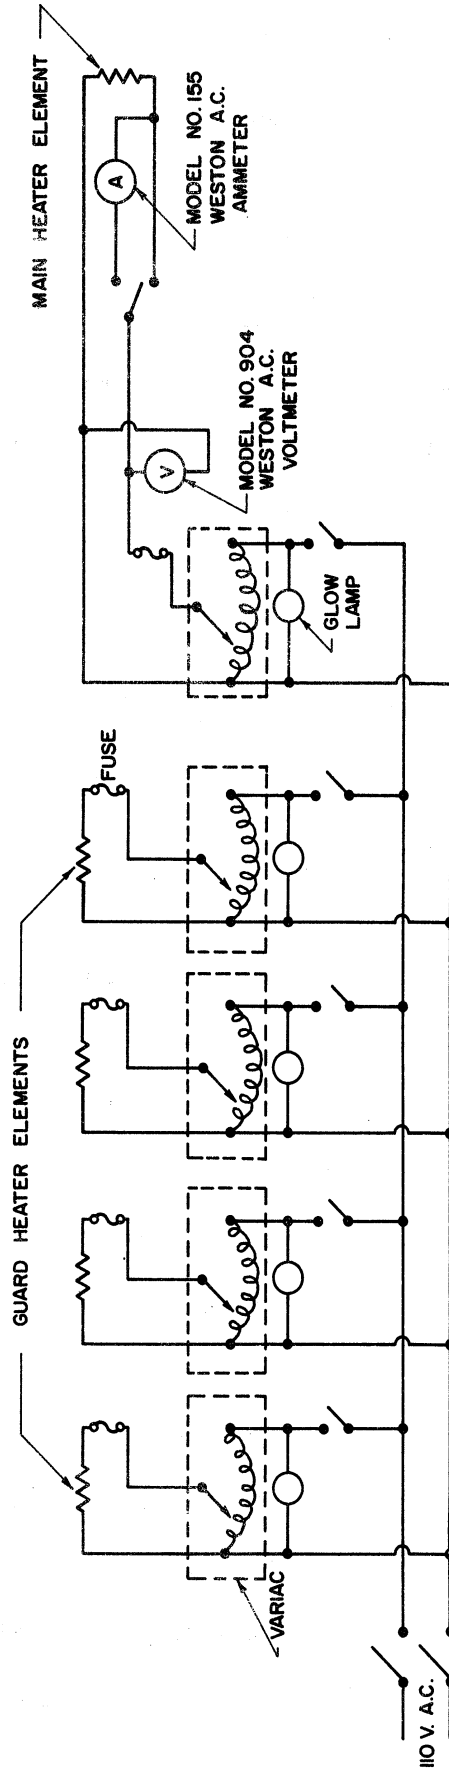 GUARD HEATER ELEMENTS
MAIN HEATER ELEMENT
FUSE
A
MODEL NO. 155
WESTON A.C.
AMMETER
V
MODEL NO. 904
WESTON A.C.
VOLTMETER
GLOW
LAMP
VARIAC
110 V. A.C.